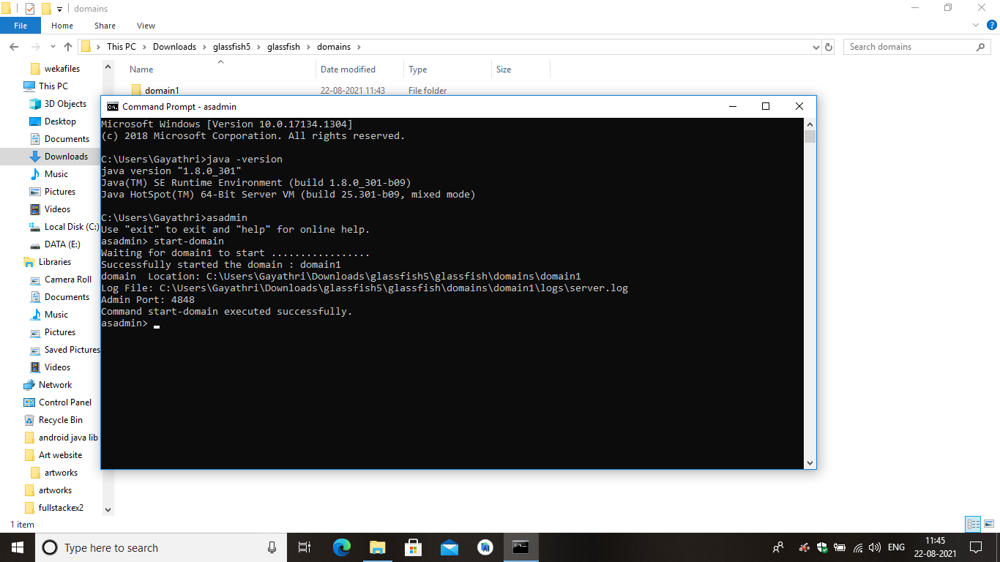 domains
File Home Share View
This PC Downloads glassfish5 glassfish domains
Search domains
Name Date modified Type Size
domain1 22-08-2021 11:43 File folder
wekafiles
This PC
3D Objects
Desktop
Documents
Downloads
Music
Pictures
Videos
Local Disk (C:)
DATA (E:)
Libraries
Camera Roll
Documents
Music
Pictures
Saved Pictures
Videos
Network
Control Panel
Recycle Bin
android java lib
Art website
artworks
artworks
fullstackex2
1 item
Command Prompt - asadmin
Microsoft Windows [Version 10.0.17134.1304]
(c) 2018 Microsoft Corporation. All rights reserved.
C:\Users\Gayathri>java -version
java version "1.8.0_301"
Java(TM) SE Runtime Environment (build 1.8.0_301-b09)
Java HotSpot(TM) 64-Bit Server VM (build 25.301-b09, mixed mode)
C:\Users\Gayathri>asadmin
Use "exit" to exit and "help" for online help.
asadmin> start-domain
Waiting for domain1 to start .................
Successfully started the domain : domain1
domain  Location: C:\Users\Gayathri\Downloads\glassfish5\glassfish\domains\domain1
Log File: C:\Users\Gayathri\Downloads\glassfish5\glassfish\domains\domain1\logs\server.log
Admin Port: 4848
Command start-domain executed successfully.
asadmin>
Type here to search
ENG
11:45
22-08-2021